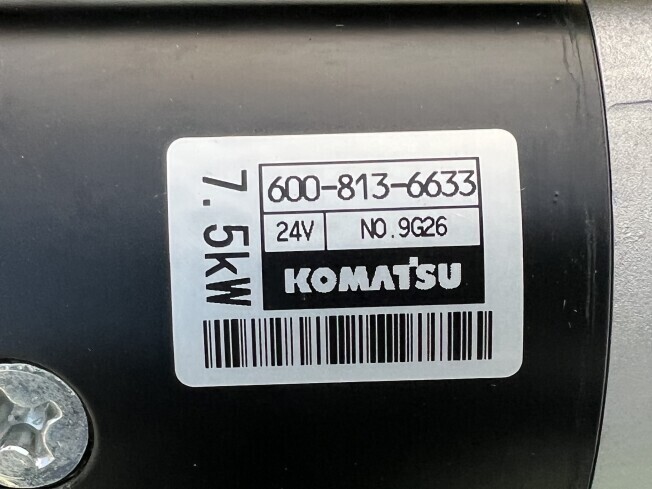 7.5kW
600-813-6633
24V NO.9G26
KOMATSU